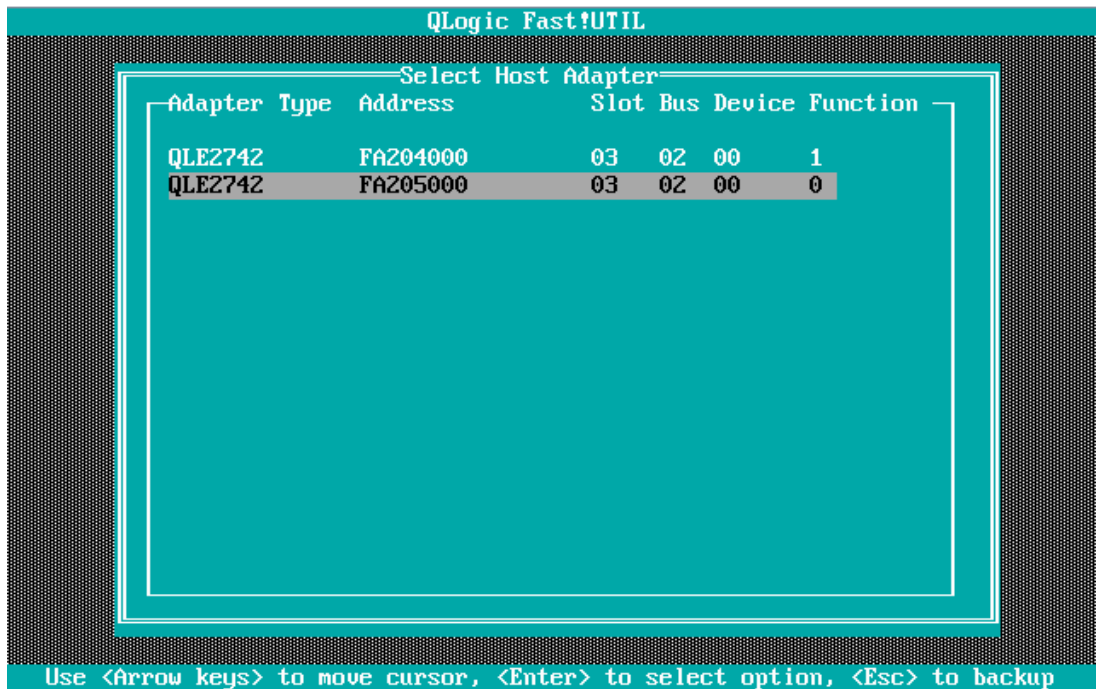 QLogic Fast!UTIL
Select Host Adapter
Adapter Type Address Slot Bus Device Function
QLE2742 FA204000 03 02 00 1
QLE2742 FA205000 03 02 00 0
Use <Arrow keys> to move cursor, <Enter> to select option, <Esc> to backup